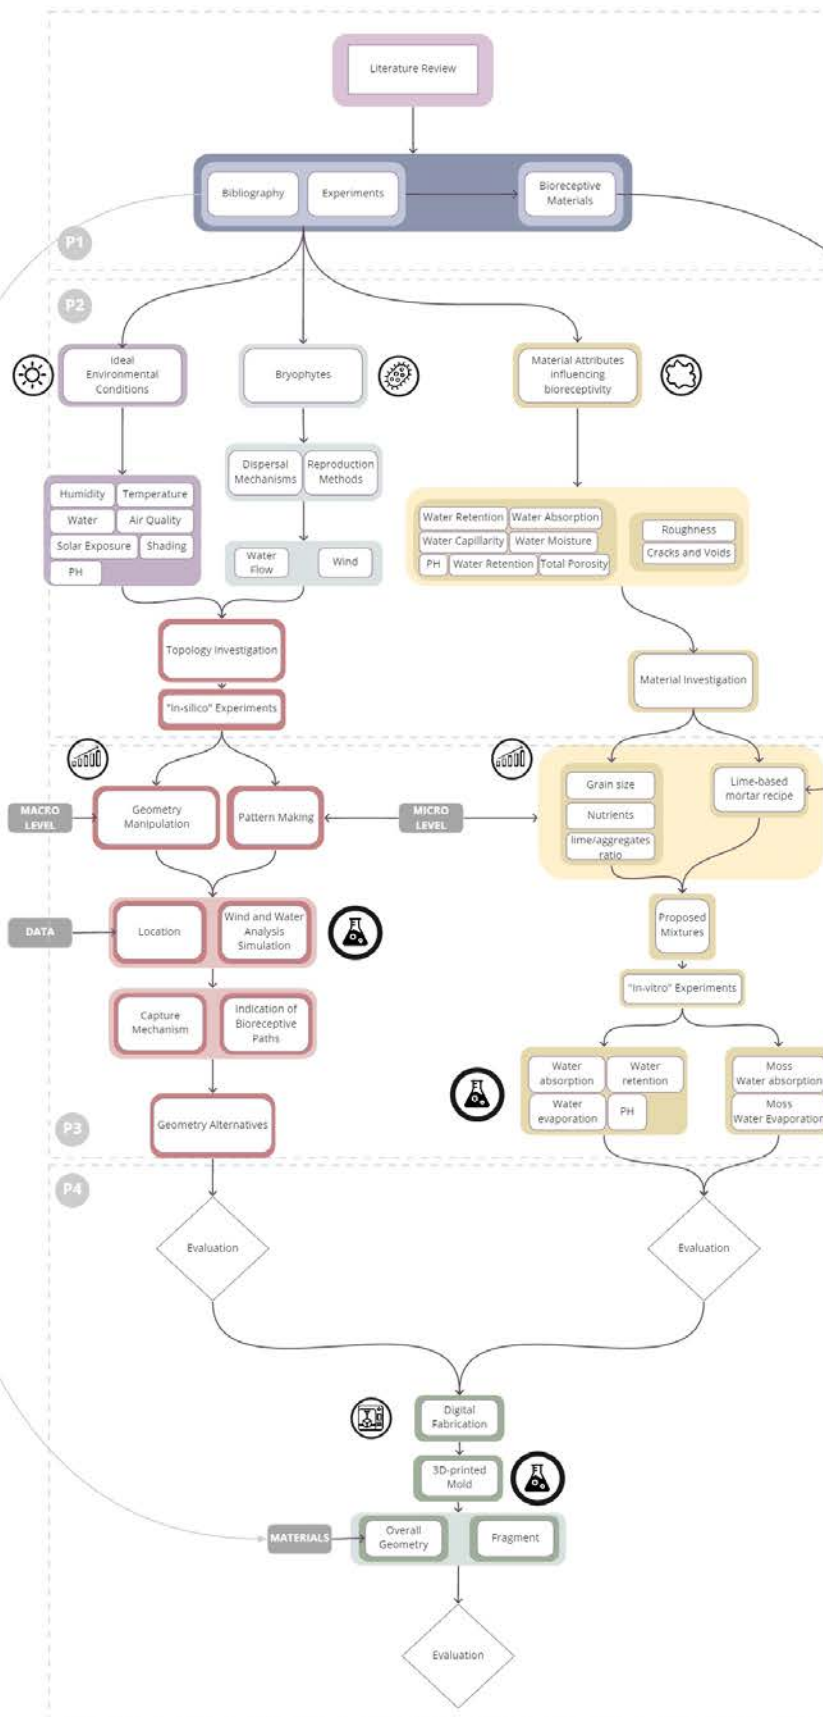 Literature Review
Bibliography
Experiments
Bioreceptive
Materials
P1
P2
Ideal
Environmental
Conditions
Bryophytes
Material Attributes
influencing
bioreceptivity
Dispersal
Mechanisms
Reproduction
Methods
Humidity
Temperature
Water
Air Quality
Solar Exposure
Shading
PH
Water
Flow
Wind
Water Retention
Water Absorption
Water Capillarity
Water Moisture
PH
Water Retention
Total Porosity
Roughness
Cracks and Voids
Topology Investigation
"In-silico" Experiments
Material Investigation
MACRO
LEVEL
Geometry
Manipulation
Pattern Making
MICRO
LEVEL
Grain size
Nutrients
lime/aggregates
ratio
Lime-based
mortar recipe
DATA
Location
Wind and Water
Analysis
Simulation
Proposed
Mixtures
"In-vitro" Experiments
Capture
Mechanism
Indication of
Bioreceptive
Paths
Water
absorption
Water
retention
Water
evaporation
PH
Moss
Water absorption
Moss
Water Evaporation
Geometry Alternatives
P3
P4
Evaluation
Evaluation
Digital
Fabrication
3D-printed
Mold
MATERIALS
Overall
Geometry
Fragment
Evaluation